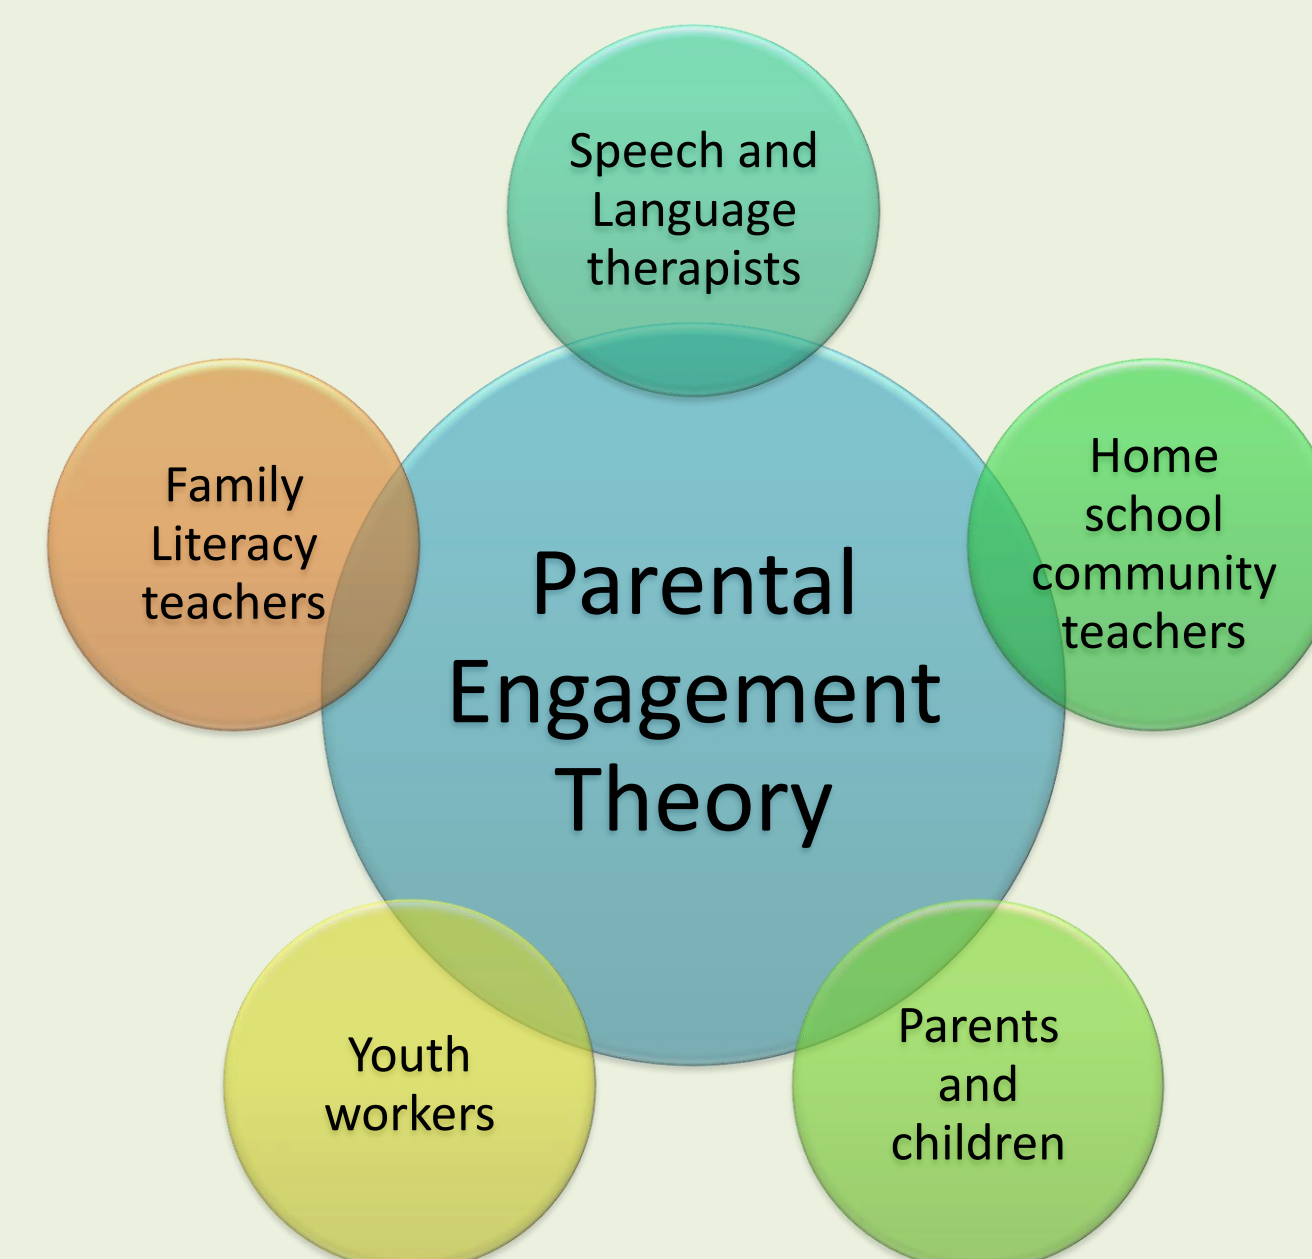 Speech and
Language
therapists
Home
school
community
teachers
Parents
and
children
Youth
workers
Family
Literacy
teachers
Parental
Engagement
Theory